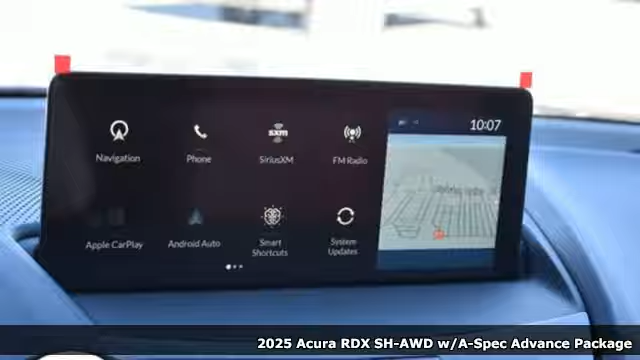 10:07
Navigation
Phone
sxm
SiriusXM
FM Radio
Apple CarPlay
Android Auto
Smart
Shortcuts
System
Updates
2025 Acura RDX SH-AWD w/A-Spec Advance Package